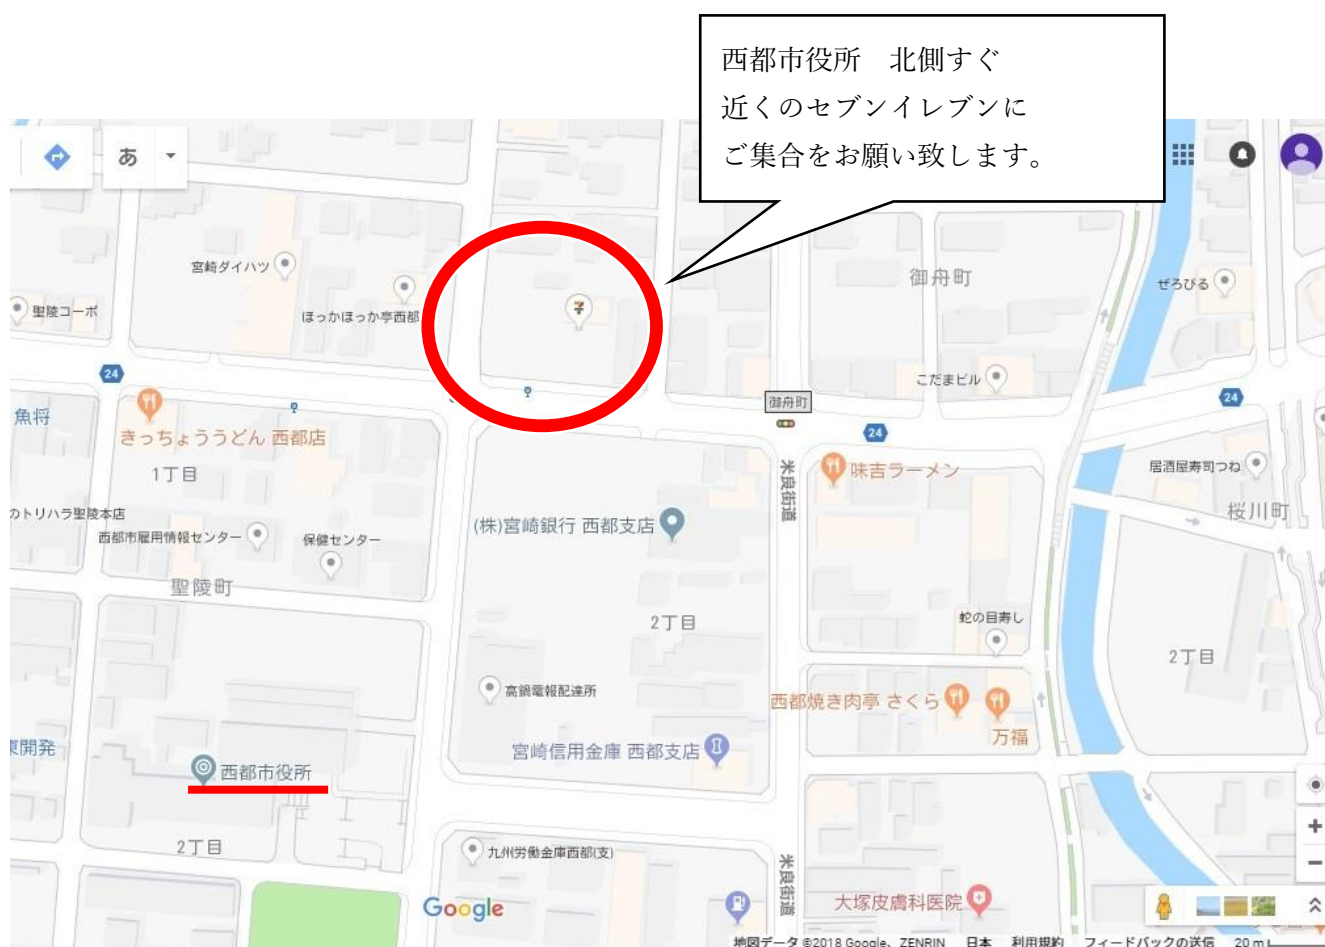 西都市役所　北側すぐ
近くのセブンイレブンに
ご集合をお願い致します。
あ
宮崎ダイハツ
聖陵コーポ
ほっかほっか亭西都
御舟町
ぜろびる
24
こだまビル
御舟町
24
24
魚将
きっちょううどん 西都店
1丁目
米良街道
味吉ラーメン
居酒屋寿司つね
桜川町
のトリハラ聖陵本店
西都市雇用情報センター
保健センター
(株)宮崎銀行 西都支店
聖陵町
2丁目
蛇の目寿し
2丁目
高鍋電報配達所
西都焼き肉亭 さくら
万福
東開発
西都市役所
宮崎信用金庫 西都支店
2丁目
九州労働金庫西都(支)
米良街道
大塚皮膚科医院
Google
地図データ ©2018 Google、ZENRIN 日本 利用規約 フィードバックの送信 20 m